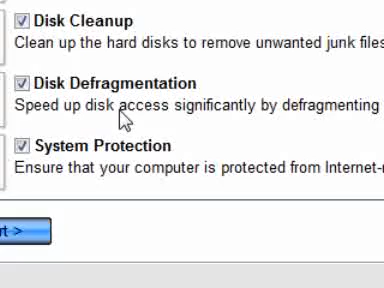 Disk Cleanup
Clean up the hard disks to remove unwanted junk files
Disk Defragmentation
Speed up disk access significantly by defragmenting
System Protection
Ensure that your computer is protected from Internet-
rt >